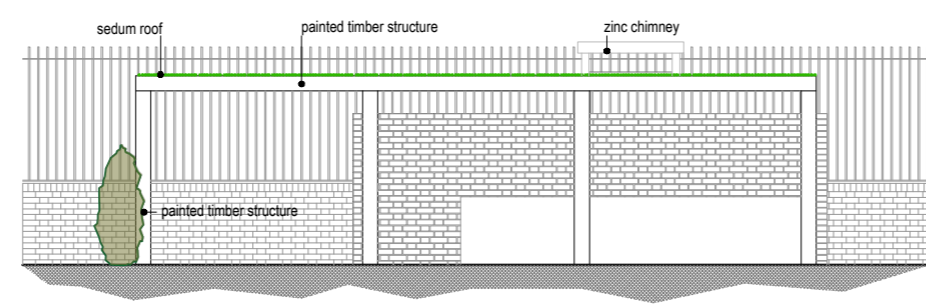 sedum roof
painted timber structure
zinc chimney
painted timber structure